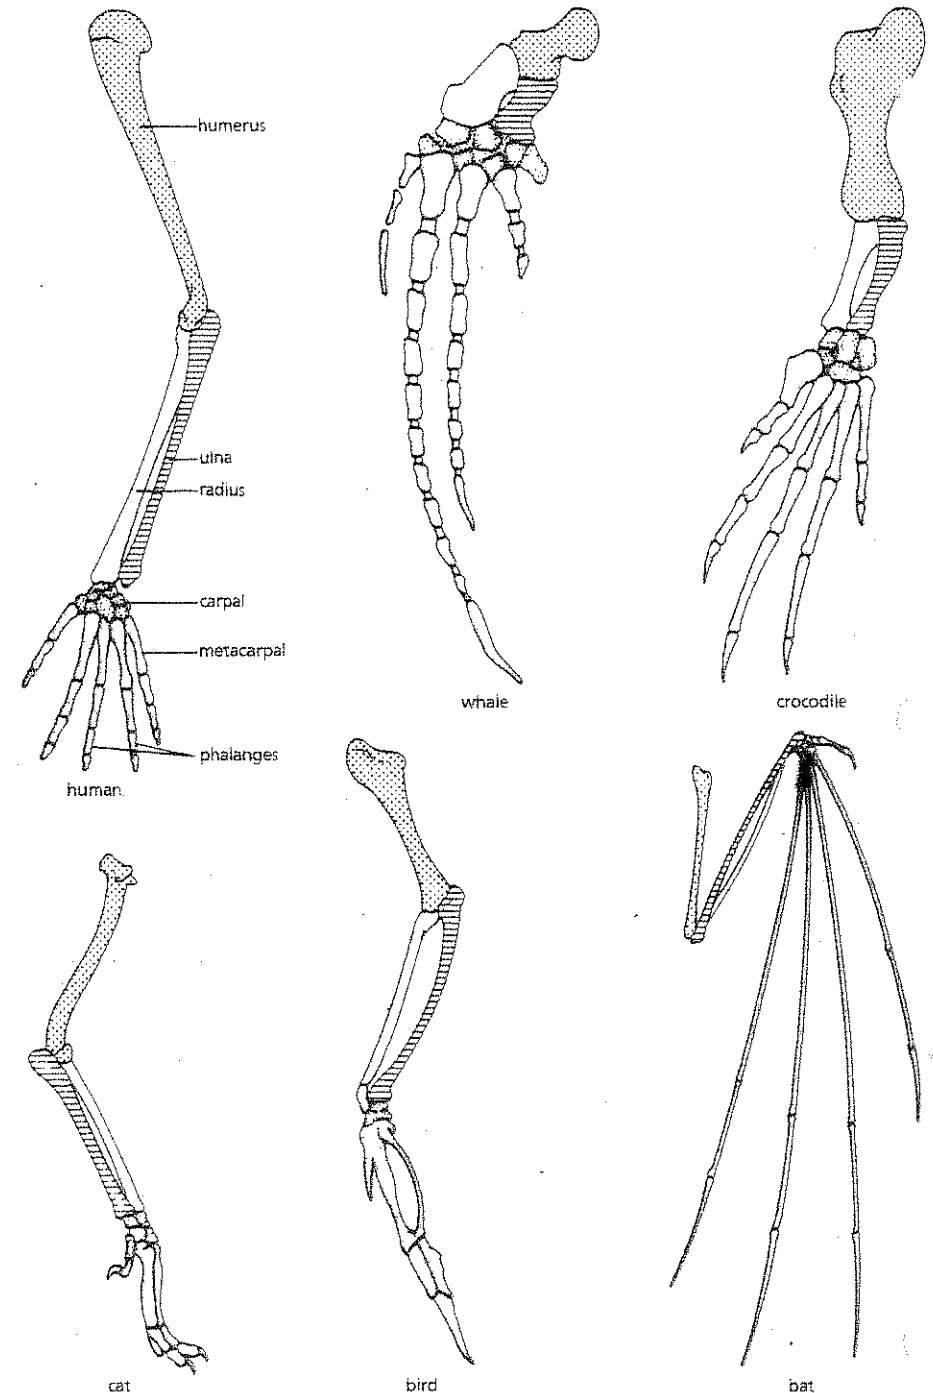 humerus
ulna
radius
carpal
metacarpal
phalanges
human
whale
crocodile
cat
bird
bat